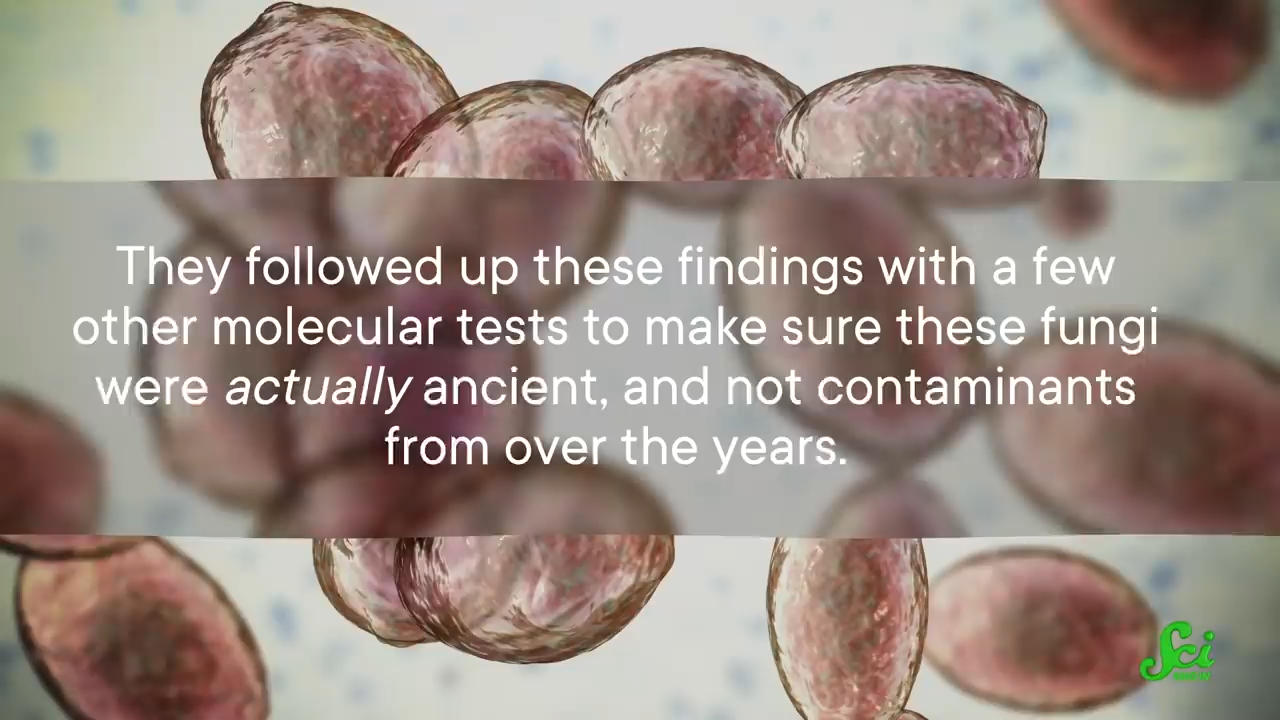 They followed up these findings with a few
other molecular tests to make sure these fungi
were actually ancient, and not contaminants
from over the years.
Sci
SHOW